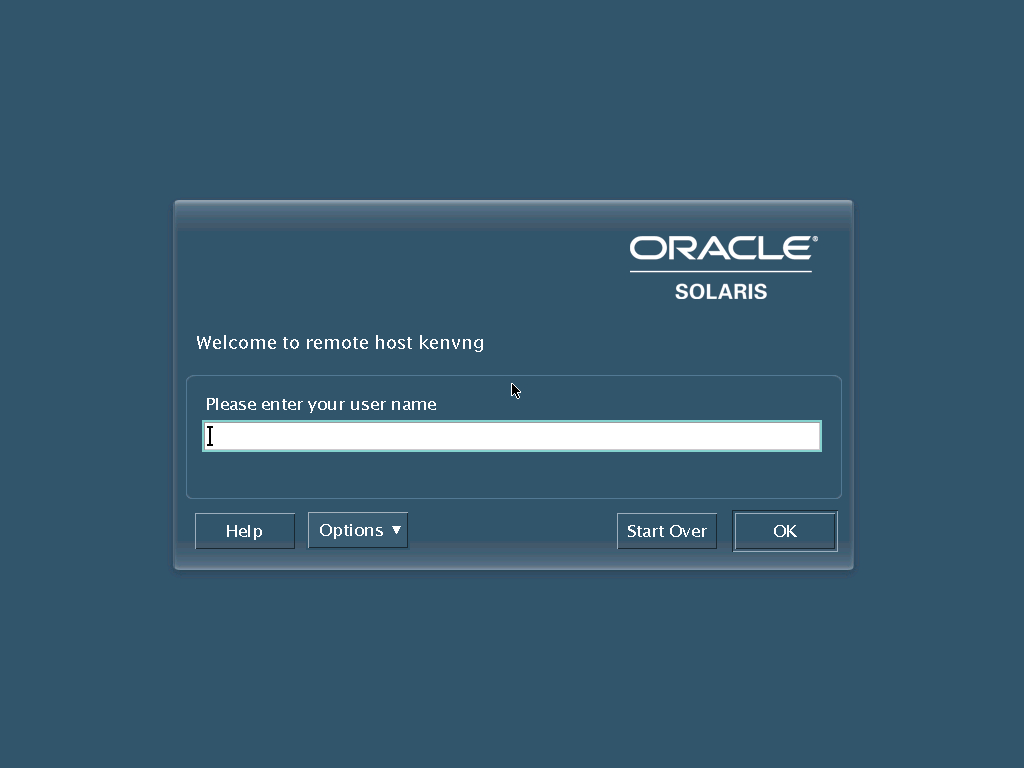 ORACLE®
SOLARIS
Welcome to remote host kenvng
Please enter your user name
Help
Options ▼
Start Over
OK